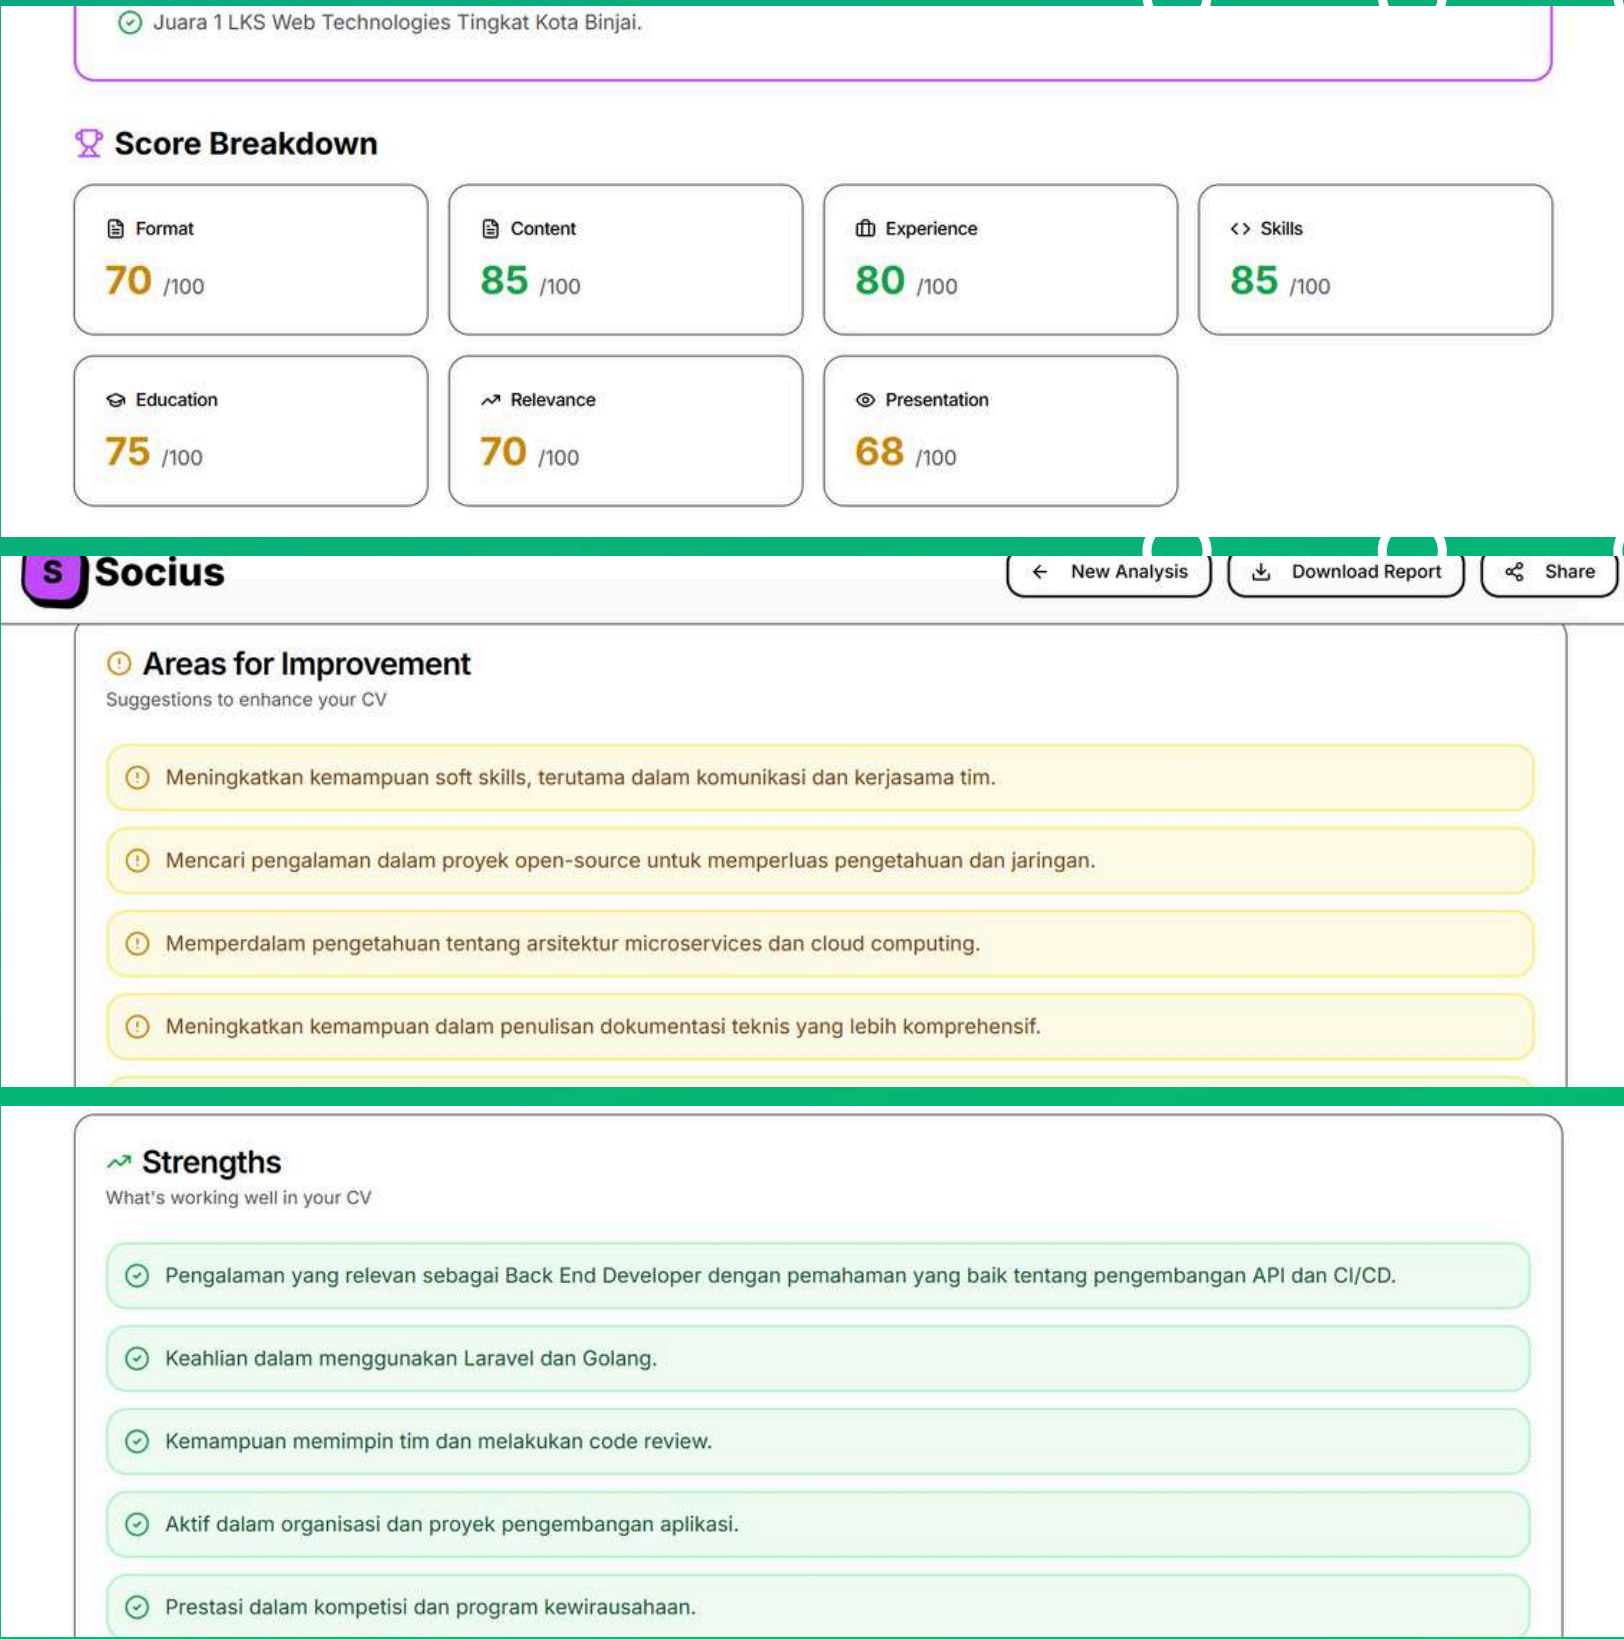 Juara 1 LKS Web Technologies Tingkat Kota Binjai.
Score Breakdown
Format
70 /100
Content
85 /100
Experience
80 /100
Skills
85 /100
Education
75 /100
Relevance
70 /100
Presentation
68 /100
S Socius
New Analysis
Download Report
Share
Areas for Improvement
Suggestions to enhance your CV
Meningkatkan kemampuan soft skills, terutama dalam komunikasi dan kerjasama tim.
Mencari pengalaman dalam proyek open-source untuk memperluas pengetahuan dan jaringan.
Memperdalam pengetahuan tentang arsitektur microservices dan cloud computing.
Meningkatkan kemampuan dalam penulisan dokumentasi teknis yang lebih komprehensif.
Strengths
What's working well in your CV
Pengalaman yang relevan sebagai Back End Developer dengan pemahaman yang baik tentang pengembangan API dan CI/CD.
Keahlian dalam menggunakan Laravel dan Golang.
Kemampuan memimpin tim dan melakukan code review.
Aktif dalam organisasi dan proyek pengembangan aplikasi.
Prestasi dalam kompetisi dan program kewirausahaan.